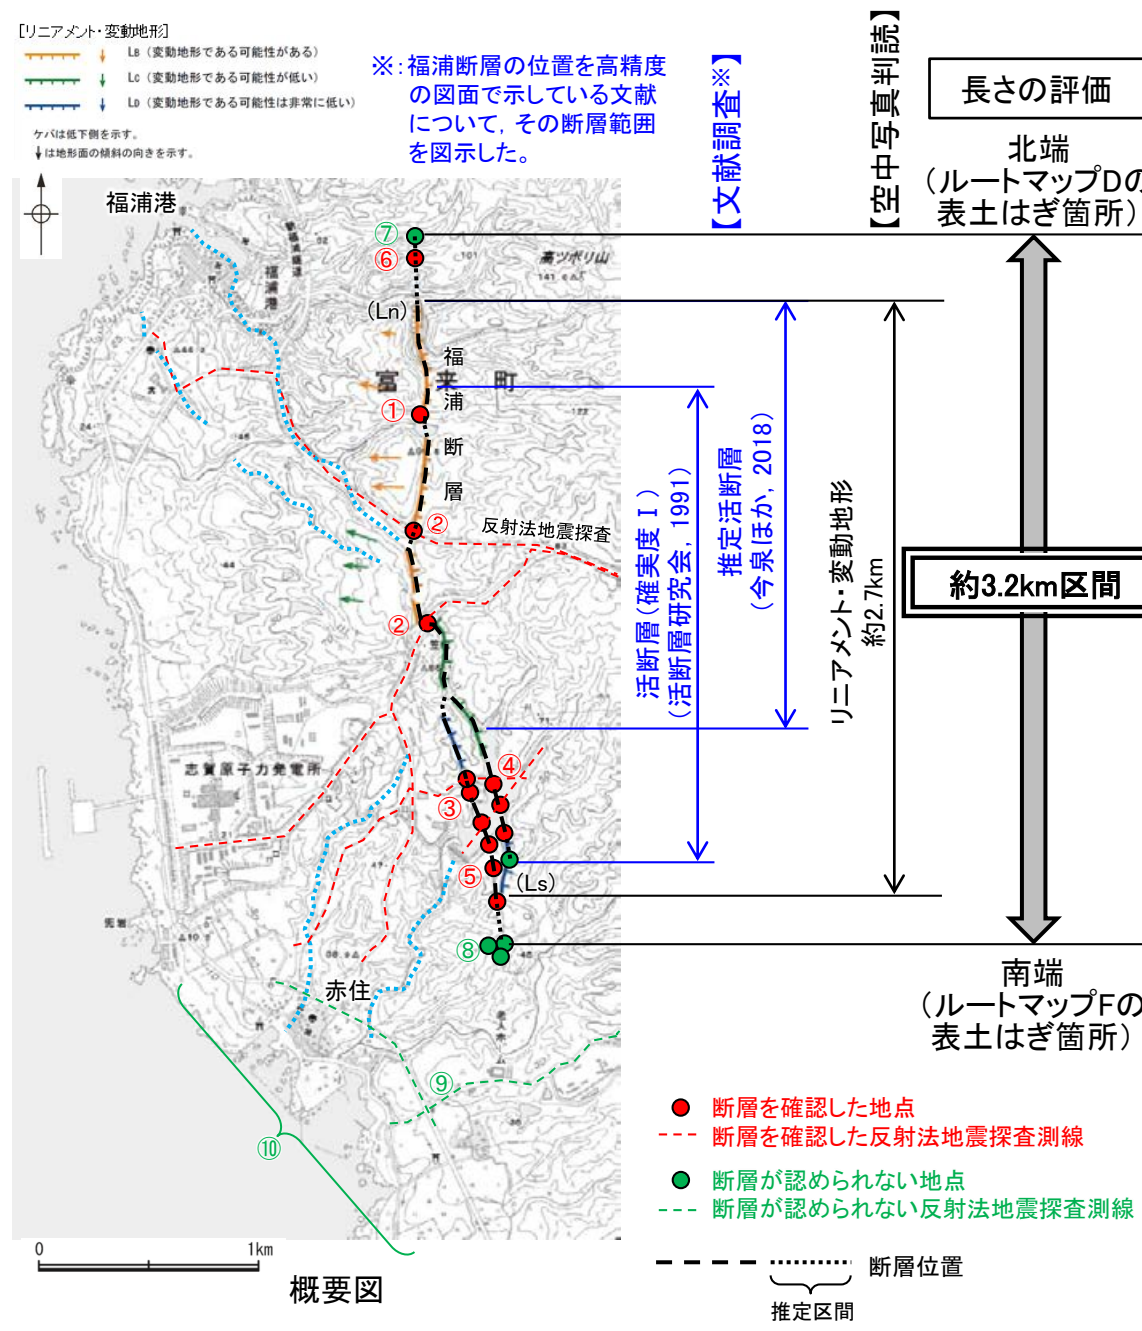 [リニアメント・変動地形]
LB (変動地形である可能性がある)
LC (変動地形である可能性が低い)
LD (変動地形である可能性は非常に低い)
ケバは低下側を示す。
↓は地形面の傾斜の向きを示す。
※：福浦断層の位置を高精度
の図面で示している文献
について，その断層範囲
を図示した。
【文献調査※】
【空中写真判読】
長さの評価
北端
(ルートマップDの
表土はぎ箇所)
福浦港
福浦港
⑦
⑥
高ツボリ山
(Ln)
富来町
福浦断層
①
②
反射法地震探査
②
活断層(確実度Ⅰ)
(活断層研究会, 1991)
推定活断層
(今泉ほか, 2018)
リニアメント・変動地形
約2.7km
約3.2km区間
志賀原子力発電所
④
③
⑤
(Ls)
⑧
赤住
⑨
⑩
南端
(ルートマップFの
表土はぎ箇所)
断層を確認した地点
断層を確認した反射法地震探査測線
断層が認められない地点
断層が認められない反射法地震探査測線
断層位置
推定区間
0 1km
概要図